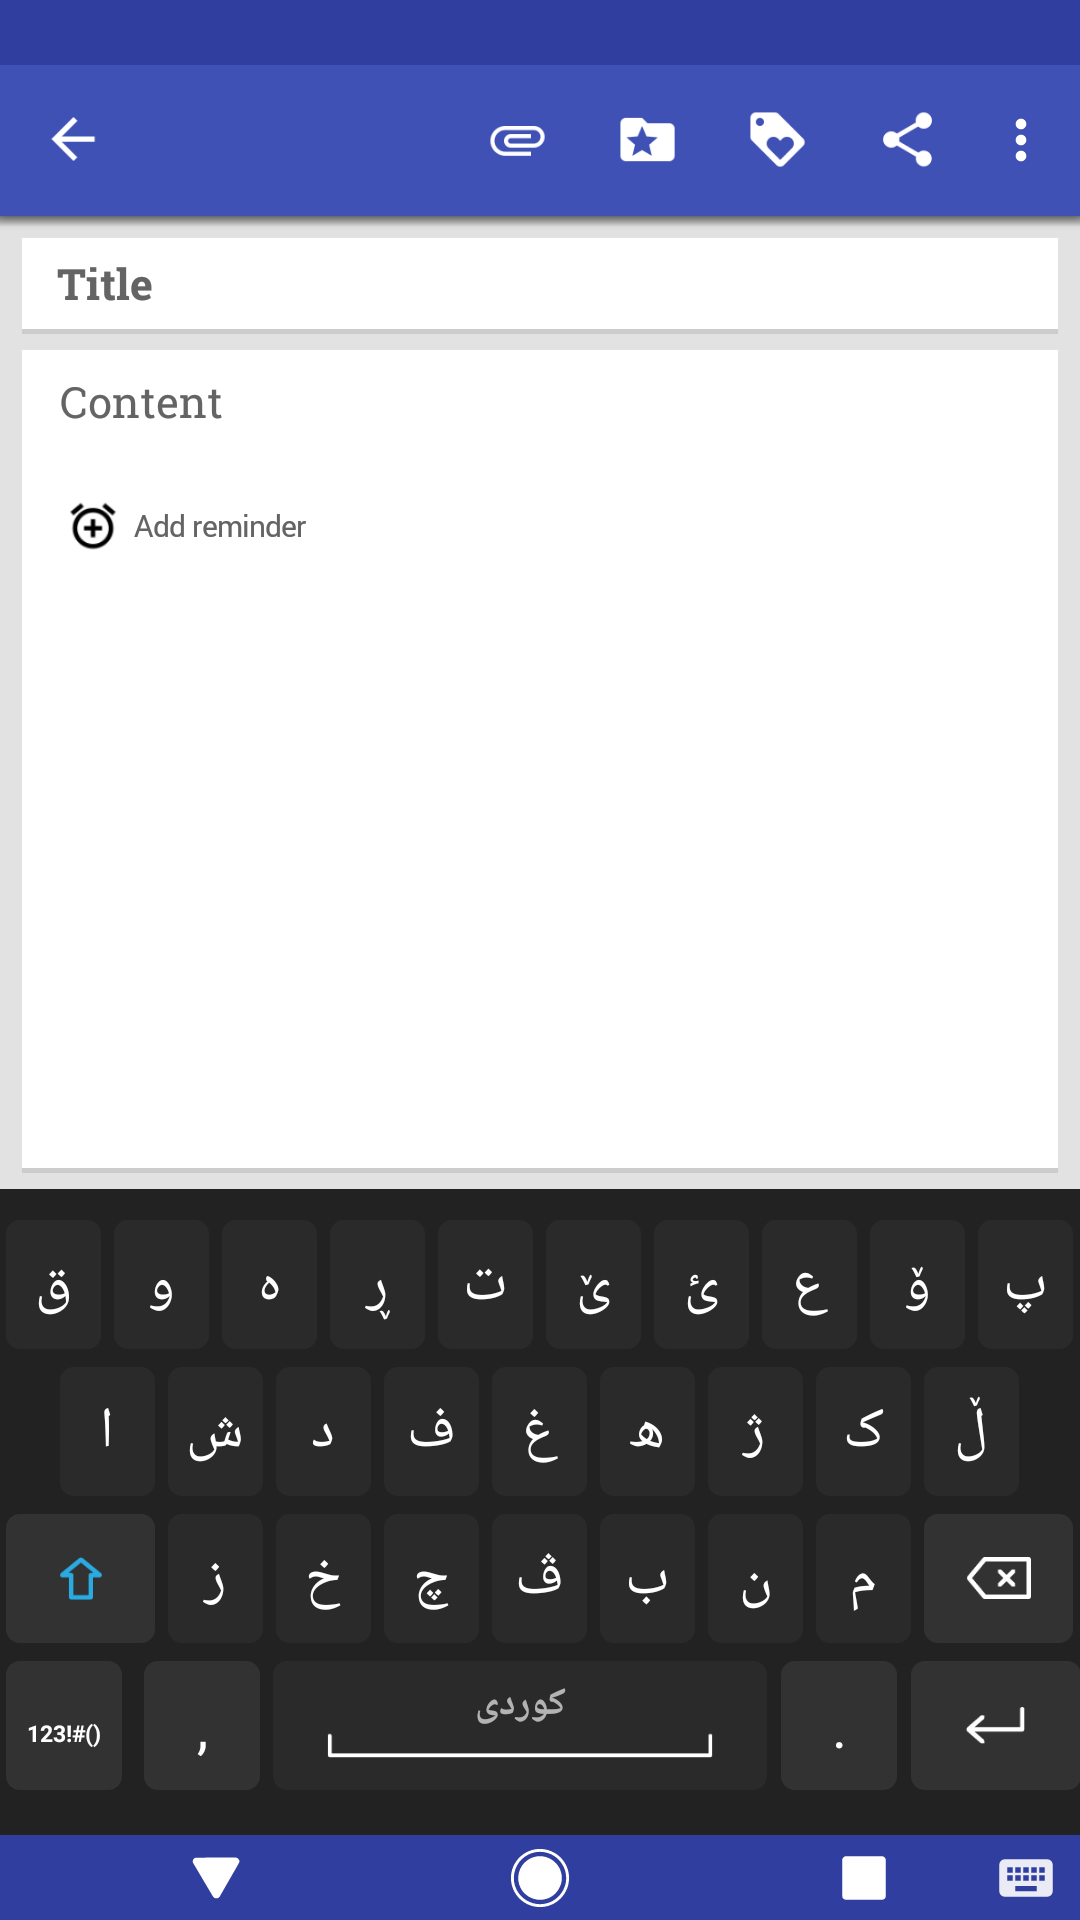 Title
Content
Add reminder
ق و ه ڕ ت ێ ئ ع ۆ پ
ا ش د ف غ ھ ژ ک ڵ
ز خ چ ڤ ب ن م
123!#() , کوردی .